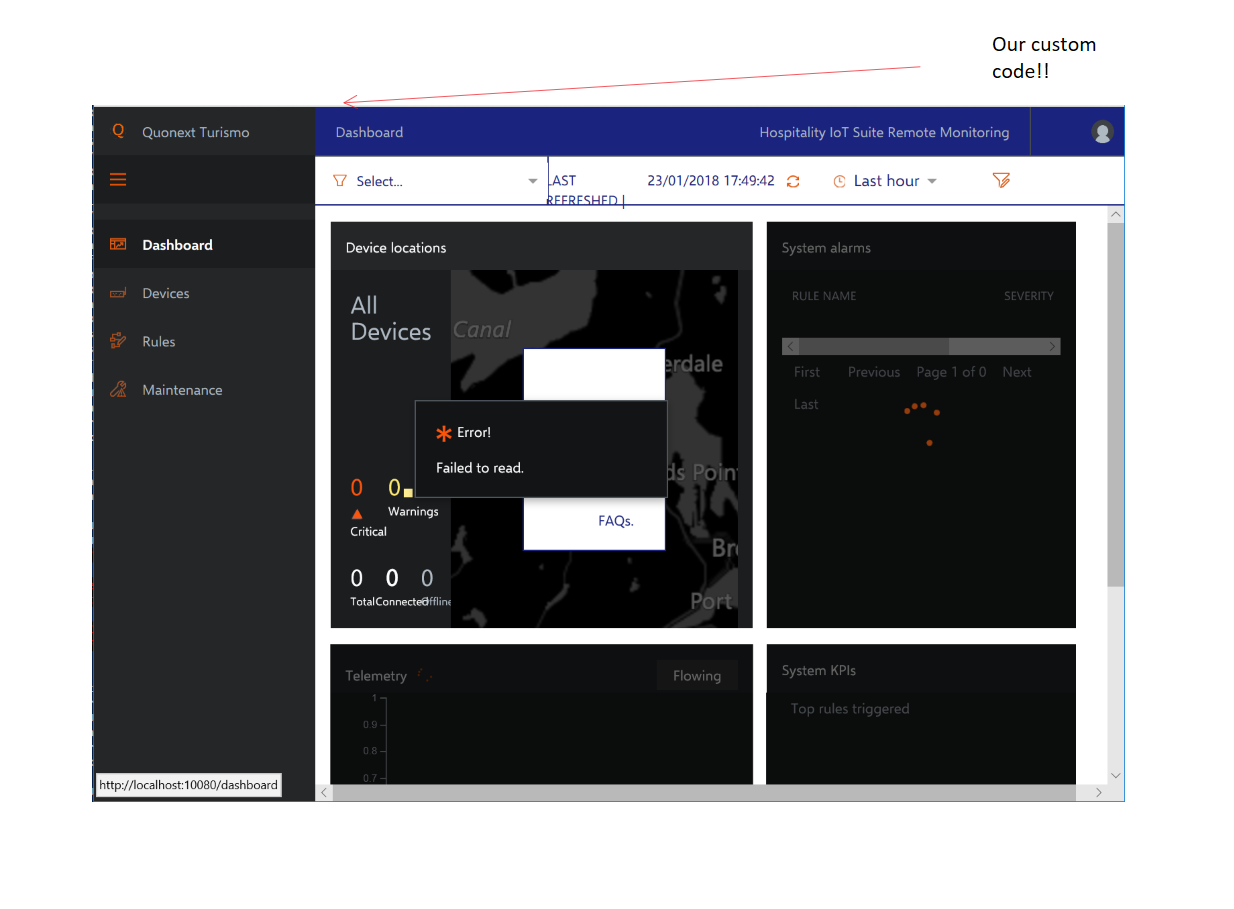 Our custom
code!!
Quonext Turismo
Dashboard
Hospitality IoT Suite Remote Monitoring
Select...
LAST
REFRESHED |
23/01/2018 17:49:42
Last hour
Dashboard
Devices
Rules
Maintenance
Device locations
All
Devices
Canal
erdale
ds Poin
Bro
Port
Error!
Failed to read.
FAQs.
0
0
Critical
Warnings
0
0
0
Total
Connected
Offline
System alarms
RULE NAME
SEVERITY
First
Previous
Page 1 of 0
Next
Last
Telemetry
Flowing
1
0.9
0.8
0.7
System KPIs
Top rules triggered
http://localhost:10080/dashboard